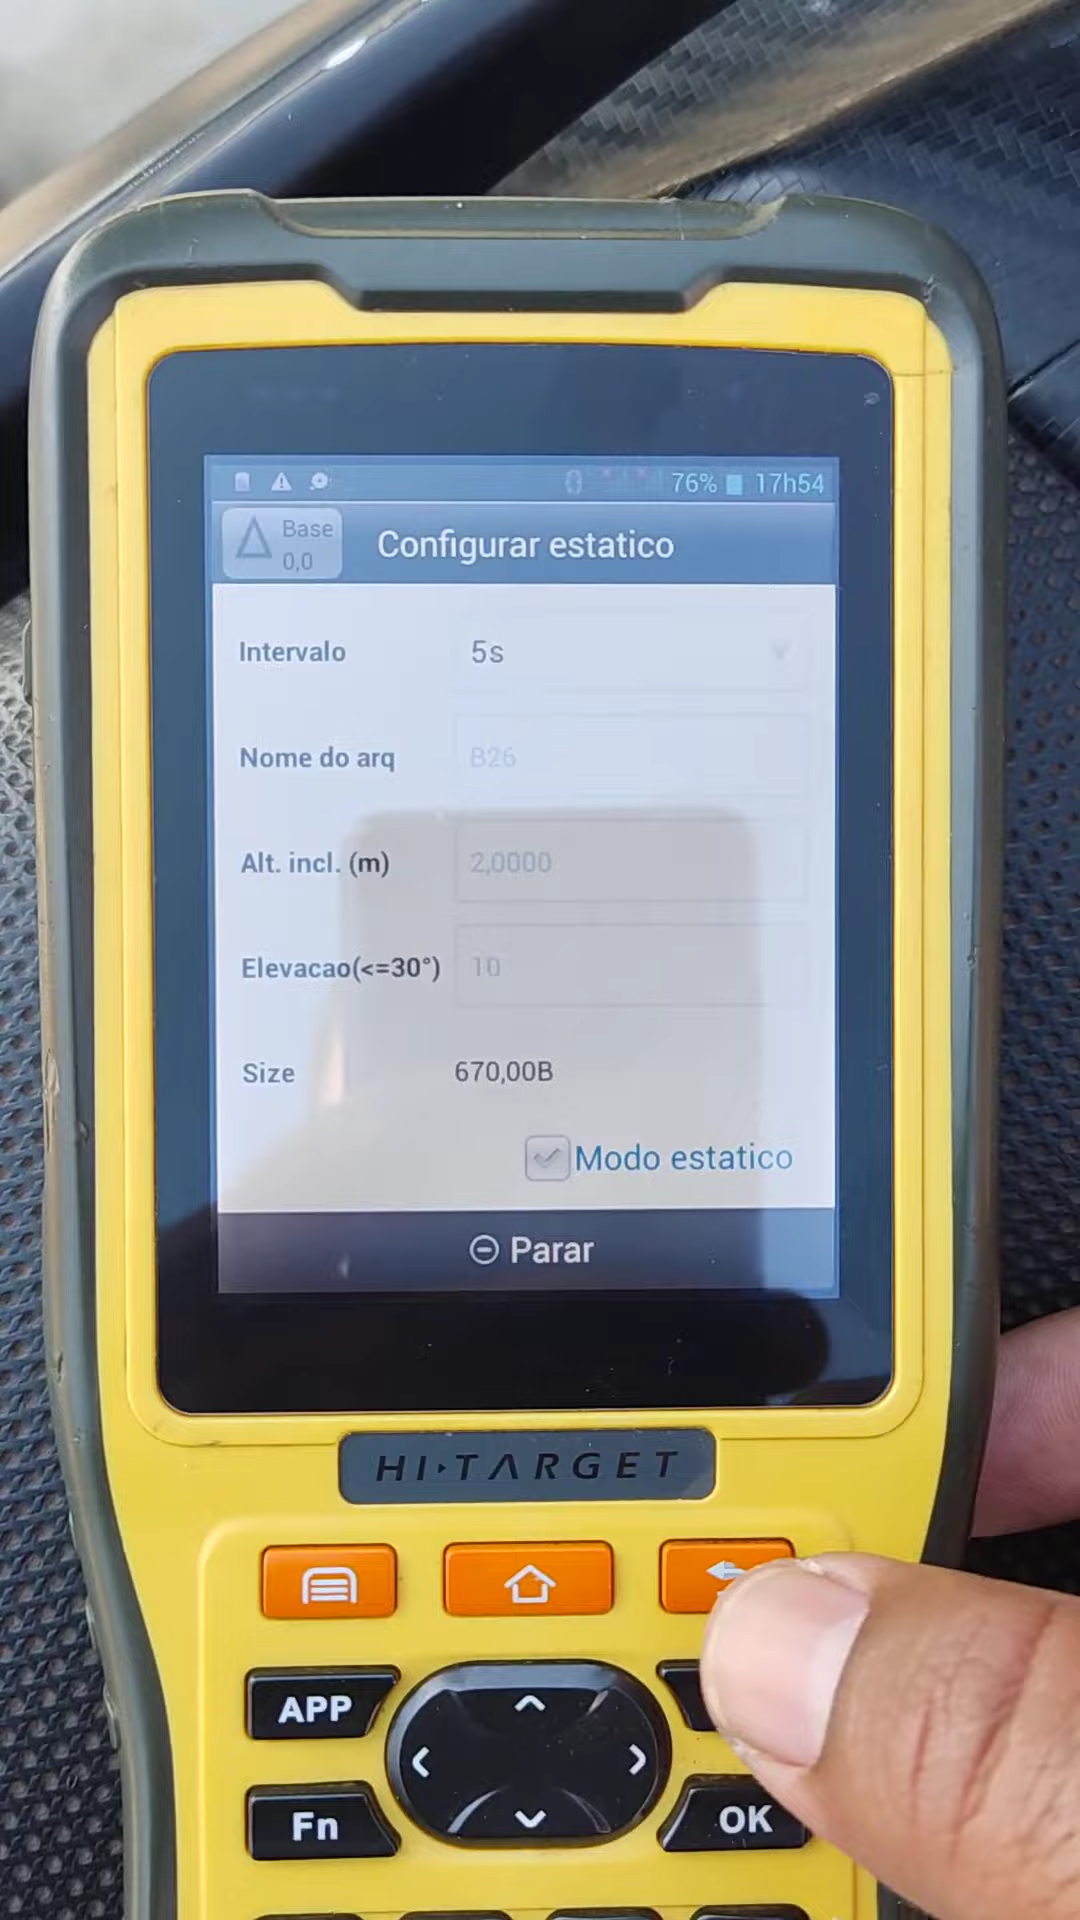 76% 17h54
Base
0,0
Configurar estatico
Intervalo 5s
Nome do arq B26
Alt. incl. (m) 2,0000
Elevacao(<=30°) 10
Size 670,00B
Modo estatico
Parar
HI-TARGET
APP
Fn
OK